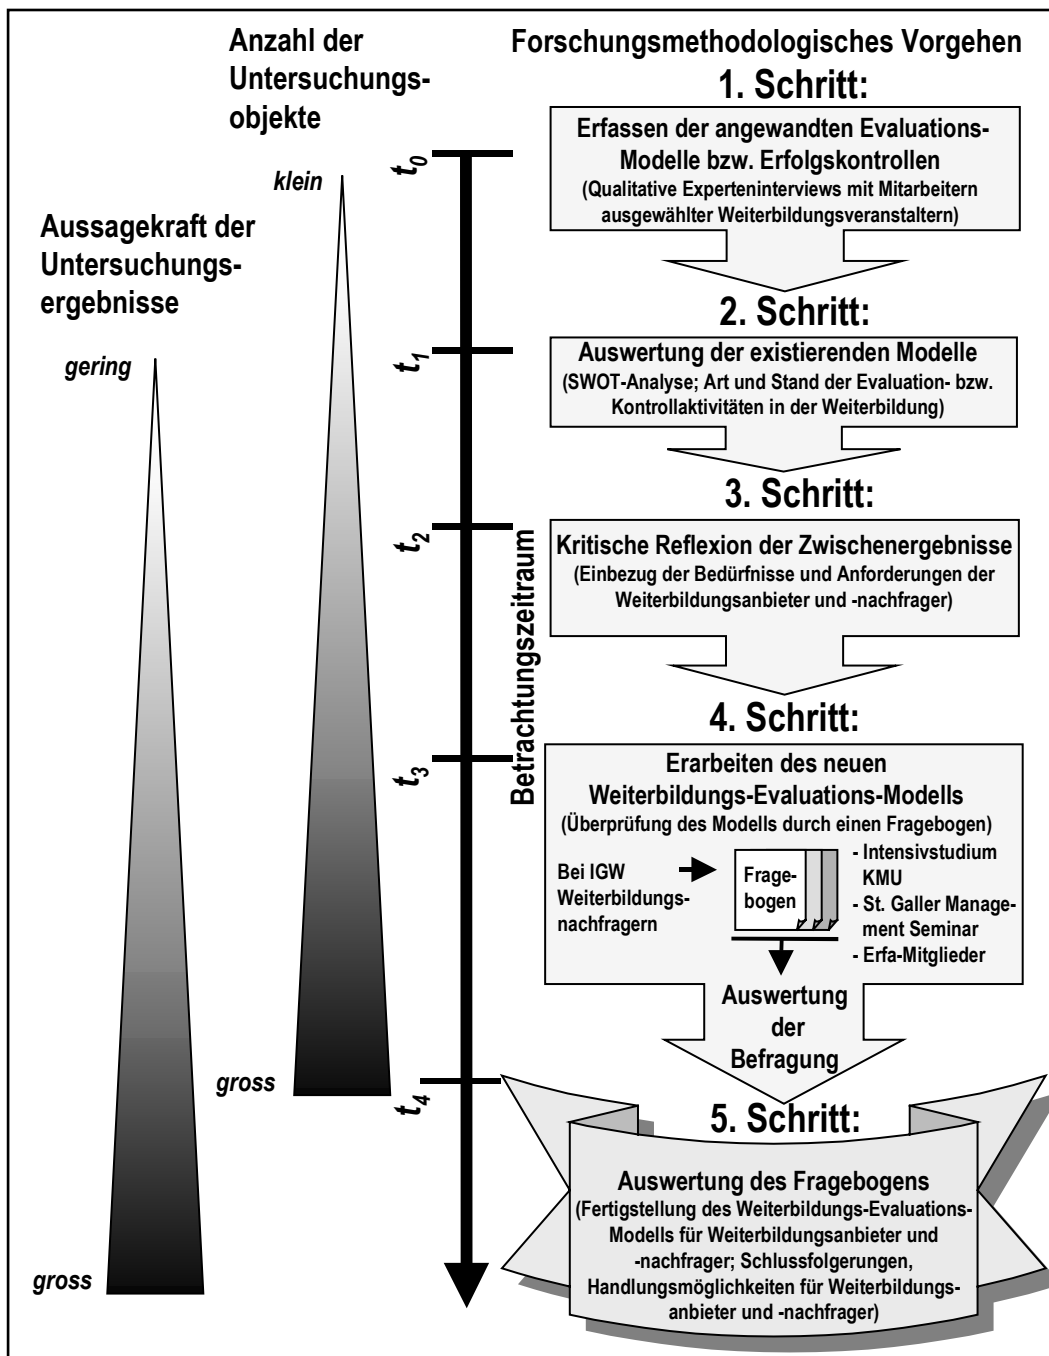 Anzahl der
Untersuchungs-
objekte
klein
gross
Aussagekraft der
Untersuchungs-
ergebnisse
gering
gross
t0
t1
t2
t3
t4
Betrachtungszeitraum
Forschungsmethodologisches Vorgehen
1. Schritt:
Erfassen der angewandten Evaluations-
Modelle bzw. Erfolgskontrollen
(Qualitative Experteninterviews mit Mitarbeitern
ausgewählter Weiterbildungsveranstaltern)
2. Schritt:
Auswertung der existierenden Modelle
(SWOT-Analyse; Art und Stand der Evaluation- bzw.
Kontrollaktivitäten in der Weiterbildung)
3. Schritt:
Kritische Reflexion der Zwischenergebnisse
(Einbezug der Bedürfnisse und Anforderungen der
Weiterbildungsanbieter und -nachfrager)
4. Schritt:
Erarbeiten des neuen
Weiterbildungs-Evaluations-Modells
(Überprüfung des Modells durch einen Fragebogen)
Bei IGW
Weiterbildungs-
nachfragern
Frage-
bogen
- Intensivstudium
KMU
- St. Galler Manage-
ment Seminar
- Erfa-Mitglieder
Auswertung
der
Befragung
5. Schritt:
Auswertung des Fragebogens
(Fertigstellung des Weiterbildungs-Evaluations-
Modells für Weiterbildungsanbieter und
-nachfrager; Schlussfolgerungen,
Handlungsmöglichkeiten für Weiterbildungs-
anbieter und -nachfrager)